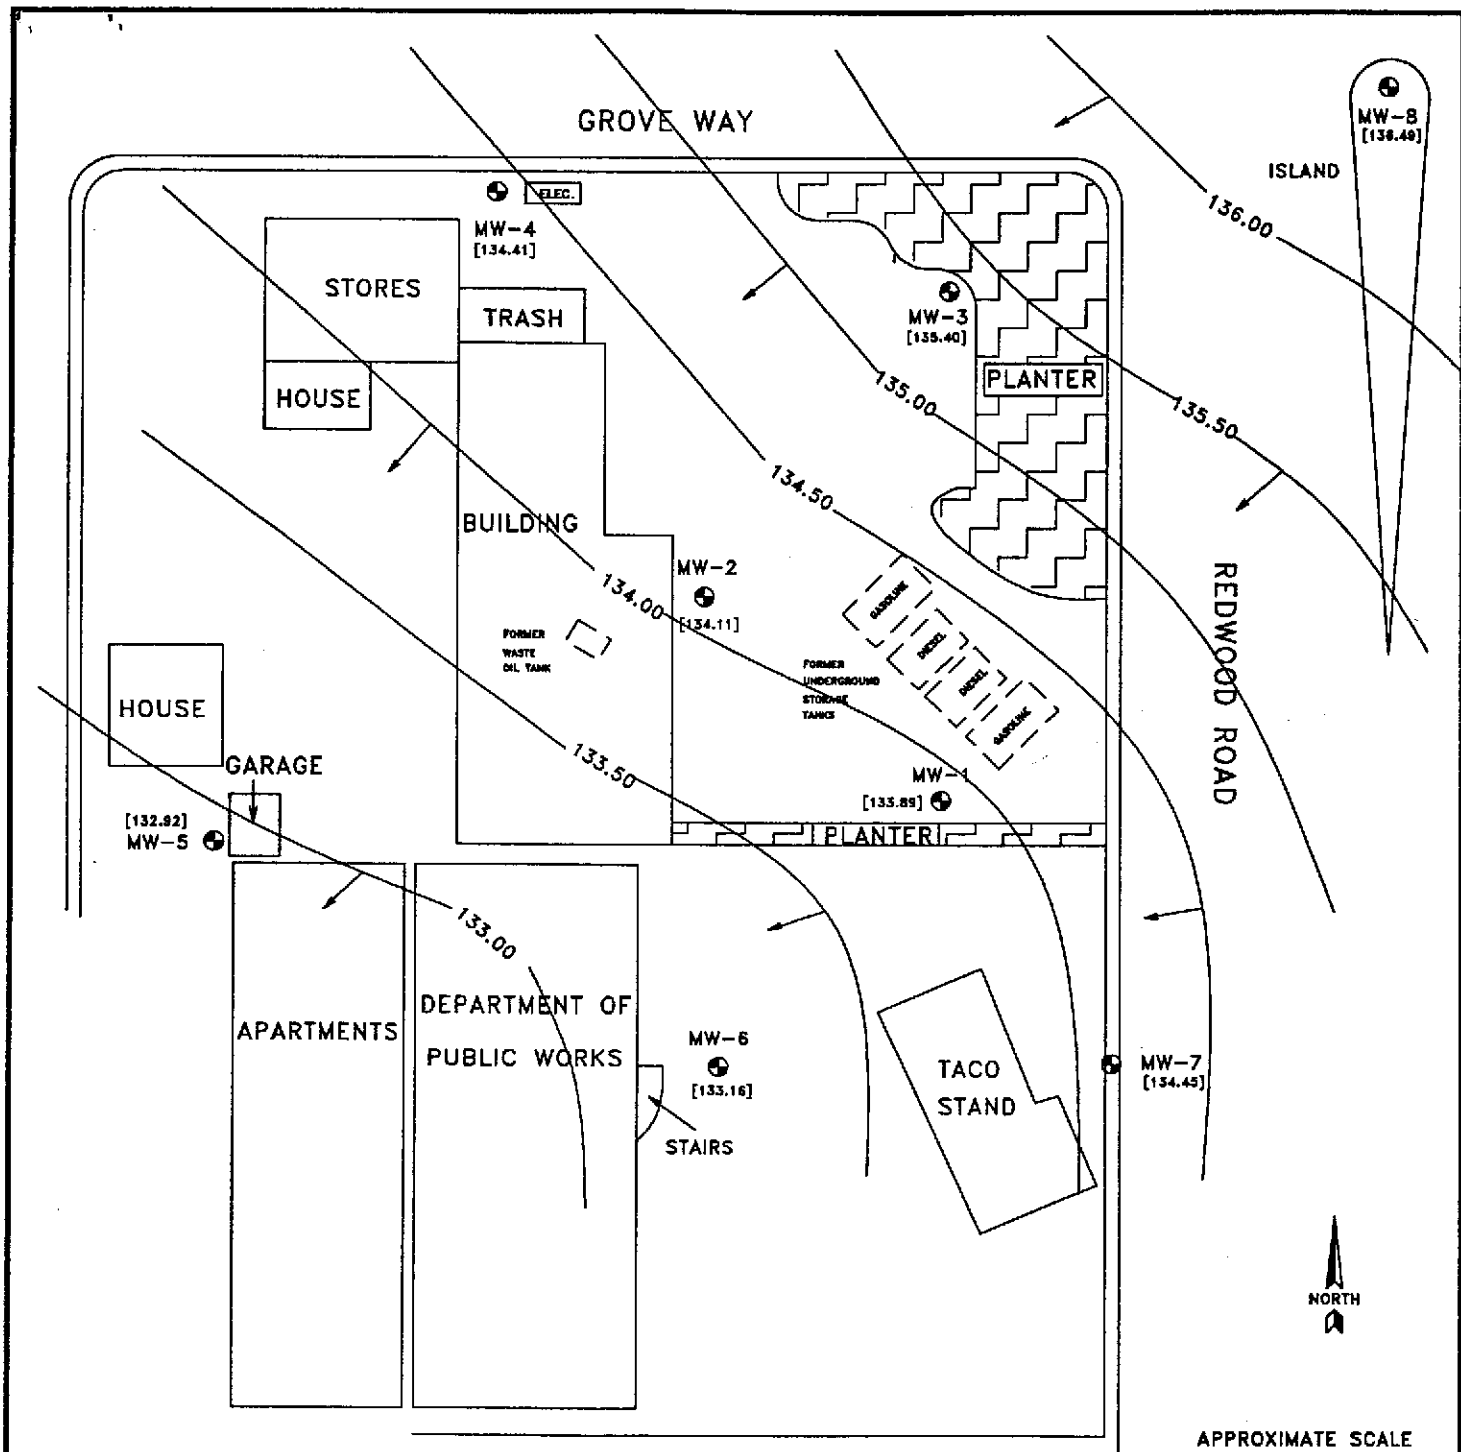 GROVE WAY
MW-8
[136.49]
ISLAND
136.00
ELEC.
MW-4
[134.41]
STORES
TRASH
MW-3
[135.40]
HOUSE
135.00
PLANTER
135.50
134.50
BUILDING
MW-2
134.00
[134.11]
REDWOOD ROAD
GASOLINE
DIESEL
DIESEL
GASOLINE
FORMER
WASTE
OIL TANK
FORMER
UNDERGROUND
STORAGE
TANKS
HOUSE
133.50
GARAGE
MW-1
[133.89]
[132.92]
MW-5
PLANTER
133.00
DEPARTMENT OF
PUBLIC WORKS
APARTMENTS
MW-6
[133.16]
STAIRS
TACO
STAND
MW-7
[134.45]
NORTH
APPROXIMATE SCALE